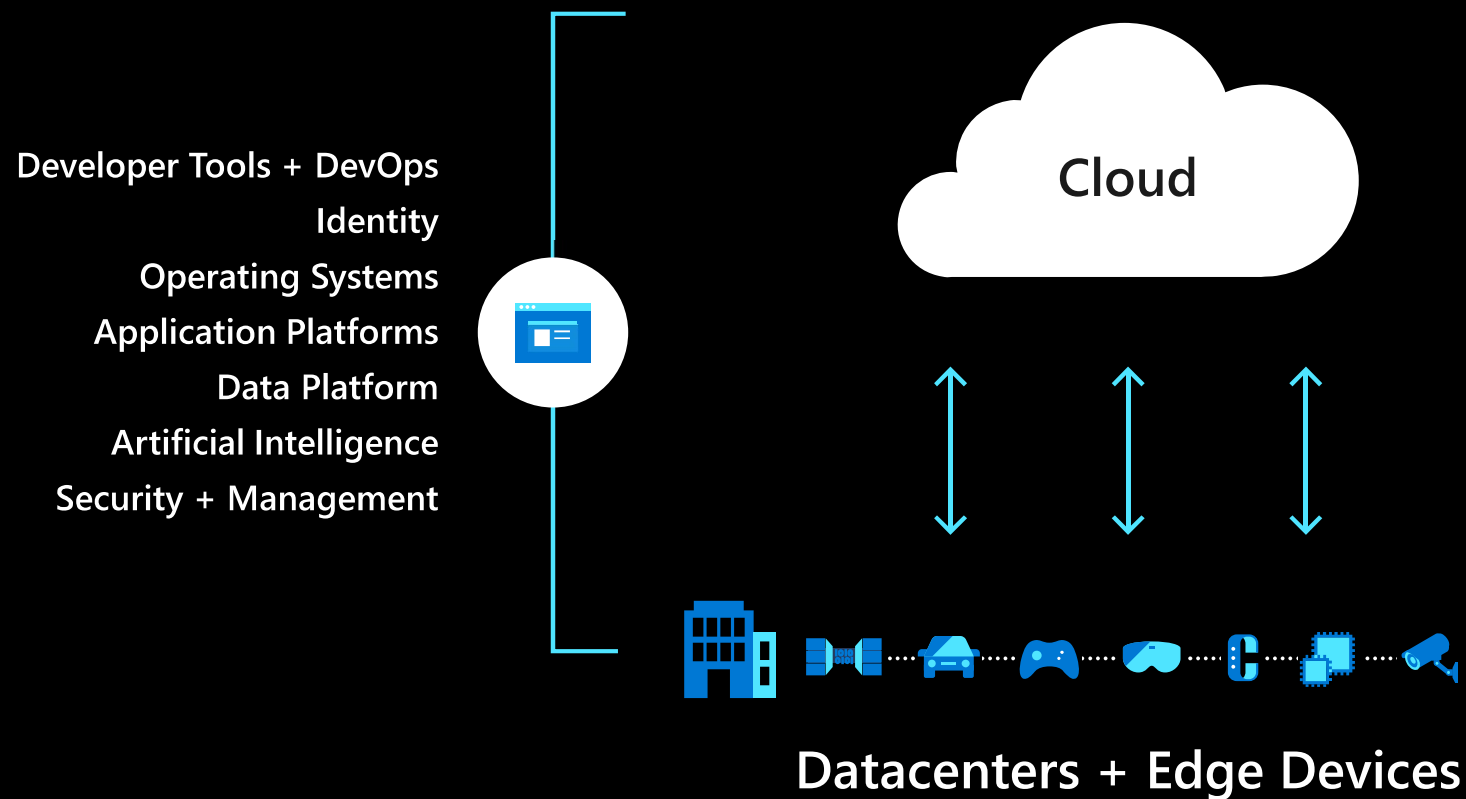 Developer Tools + DevOps
Identity
Operating Systems
Application Platforms
Data Platform
Artificial Intelligence
Security + Management
Cloud
Datacenters + Edge Devices